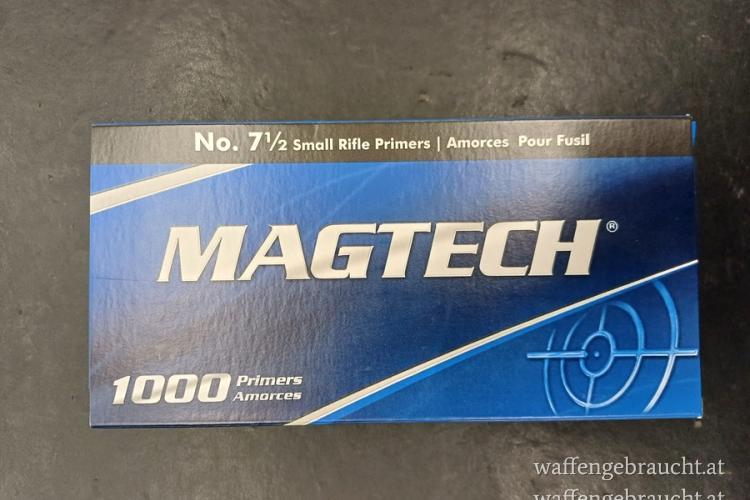 No. 7½ Small Rifle Primers | Amorces Pour Fusil
MAGTECH®
1000 Primers
Amorces
waffengebraucht.at
waffengebraucht.at